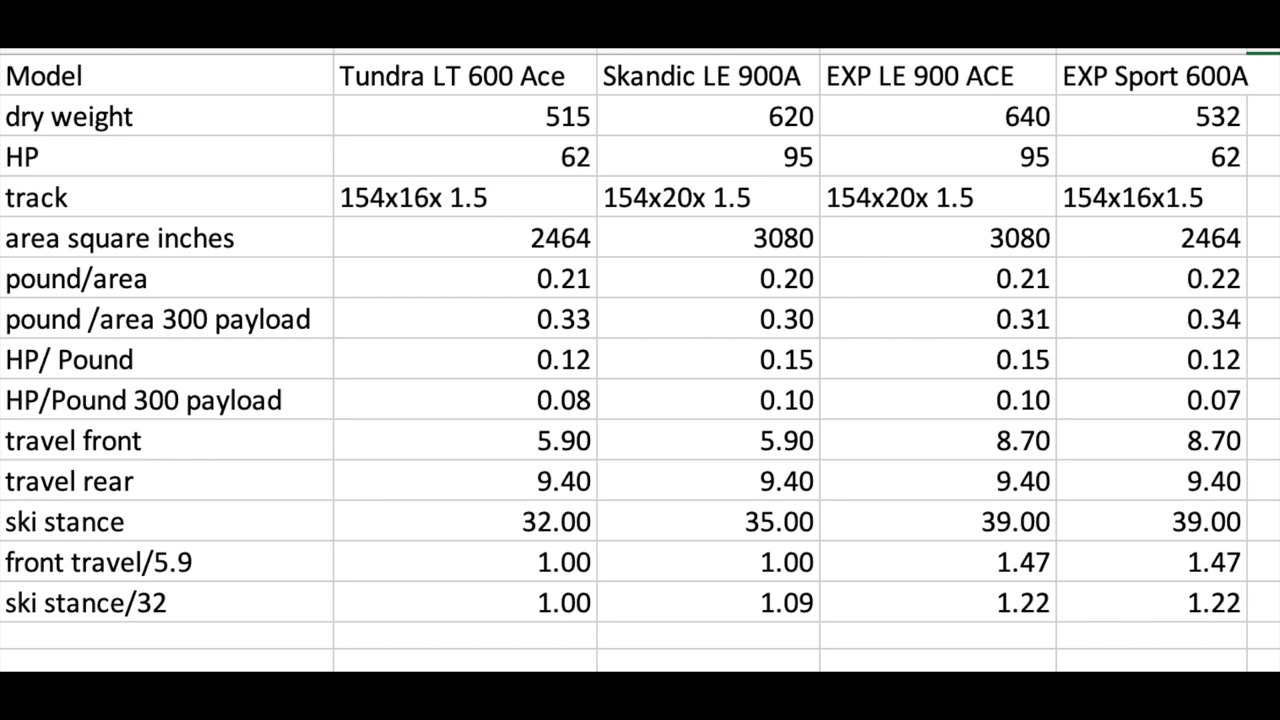 Model Tundra LT 600 Ace Skandic LE 900A EXP LE 900 ACE EXP Sport 600A
dry weight 515 620 640 532
HP 62 95 95 62
track 154x16x 1.5 154x20x 1.5 154x20x 1.5 154x16x1.5
area square inches 2464 3080 3080 2464
pound/area 0.21 0.20 0.21 0.22
pound /area 300 payload 0.33 0.30 0.31 0.34
HP/ Pound 0.12 0.15 0.15 0.12
HP/Pound 300 payload 0.08 0.10 0.10 0.07
travel front 5.90 5.90 8.70 8.70
travel rear 9.40 9.40 9.40 9.40
ski stance 32.00 35.00 39.00 39.00
front travel/5.9 1.00 1.00 1.47 1.47
ski stance/32 1.00 1.09 1.22 1.22